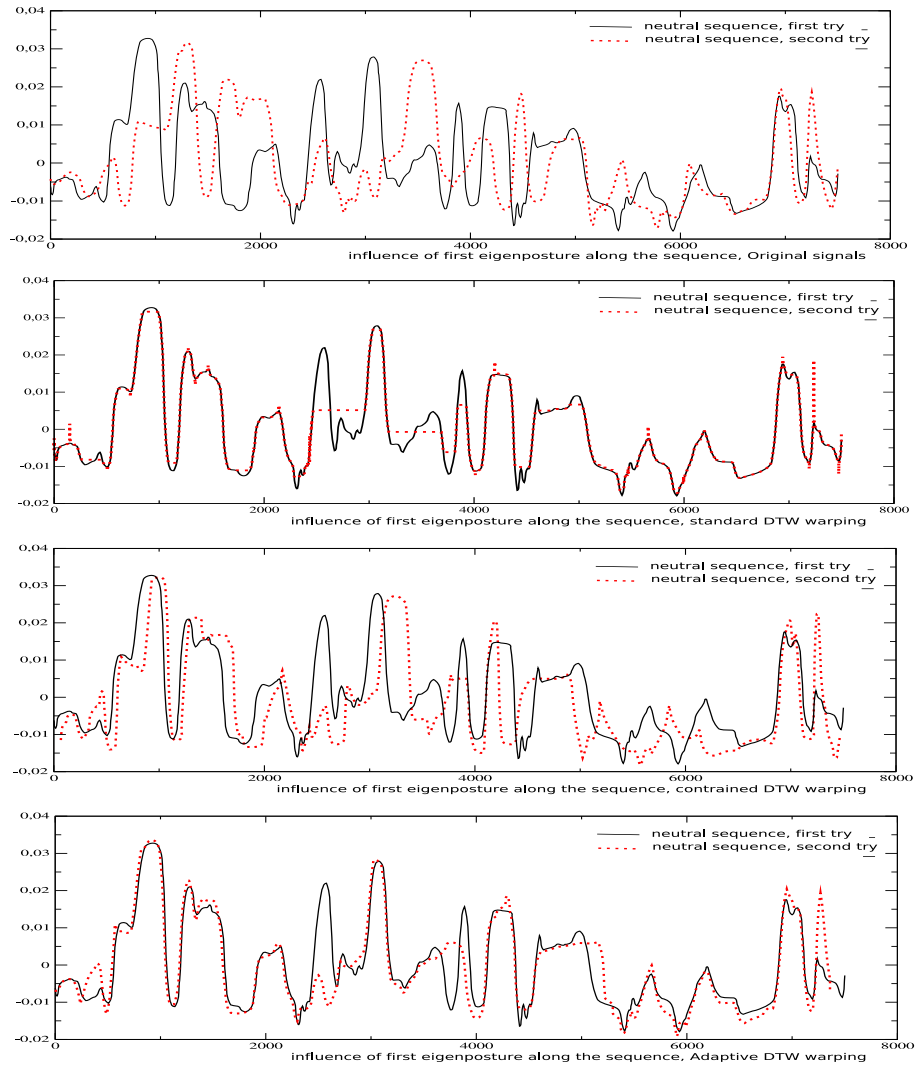 0,04
neutral sequence, first try
neutral sequence, second try
0,03
0,02
0,01
0
-0,01
-0,02
0 2000 4000 6000 8000
influence of first eigenposture along the sequence, Original signals
0,04
neutral sequence, first try
neutral sequence, second try
0,03
0,02
0,01
0
-0,01
-0,02
0 2000 4000 6000 8000
influence of first eigenposture along the sequence, standard DTW warping
0,04
neutral sequence, first try
neutral sequence, second try
0,03
0,02
0,01
0
-0,01
-0,02
0 2000 4000 6000 8000
influence of first eigenposture along the sequence, contrained DTW warping
0,04
neutral sequence, first try
neutral sequence, second try
0,03
0,02
0,01
0
-0,01
-0,02
0 2000 4000 6000 8000
influence of first eigenposture along the sequence, Adaptive DTW warping